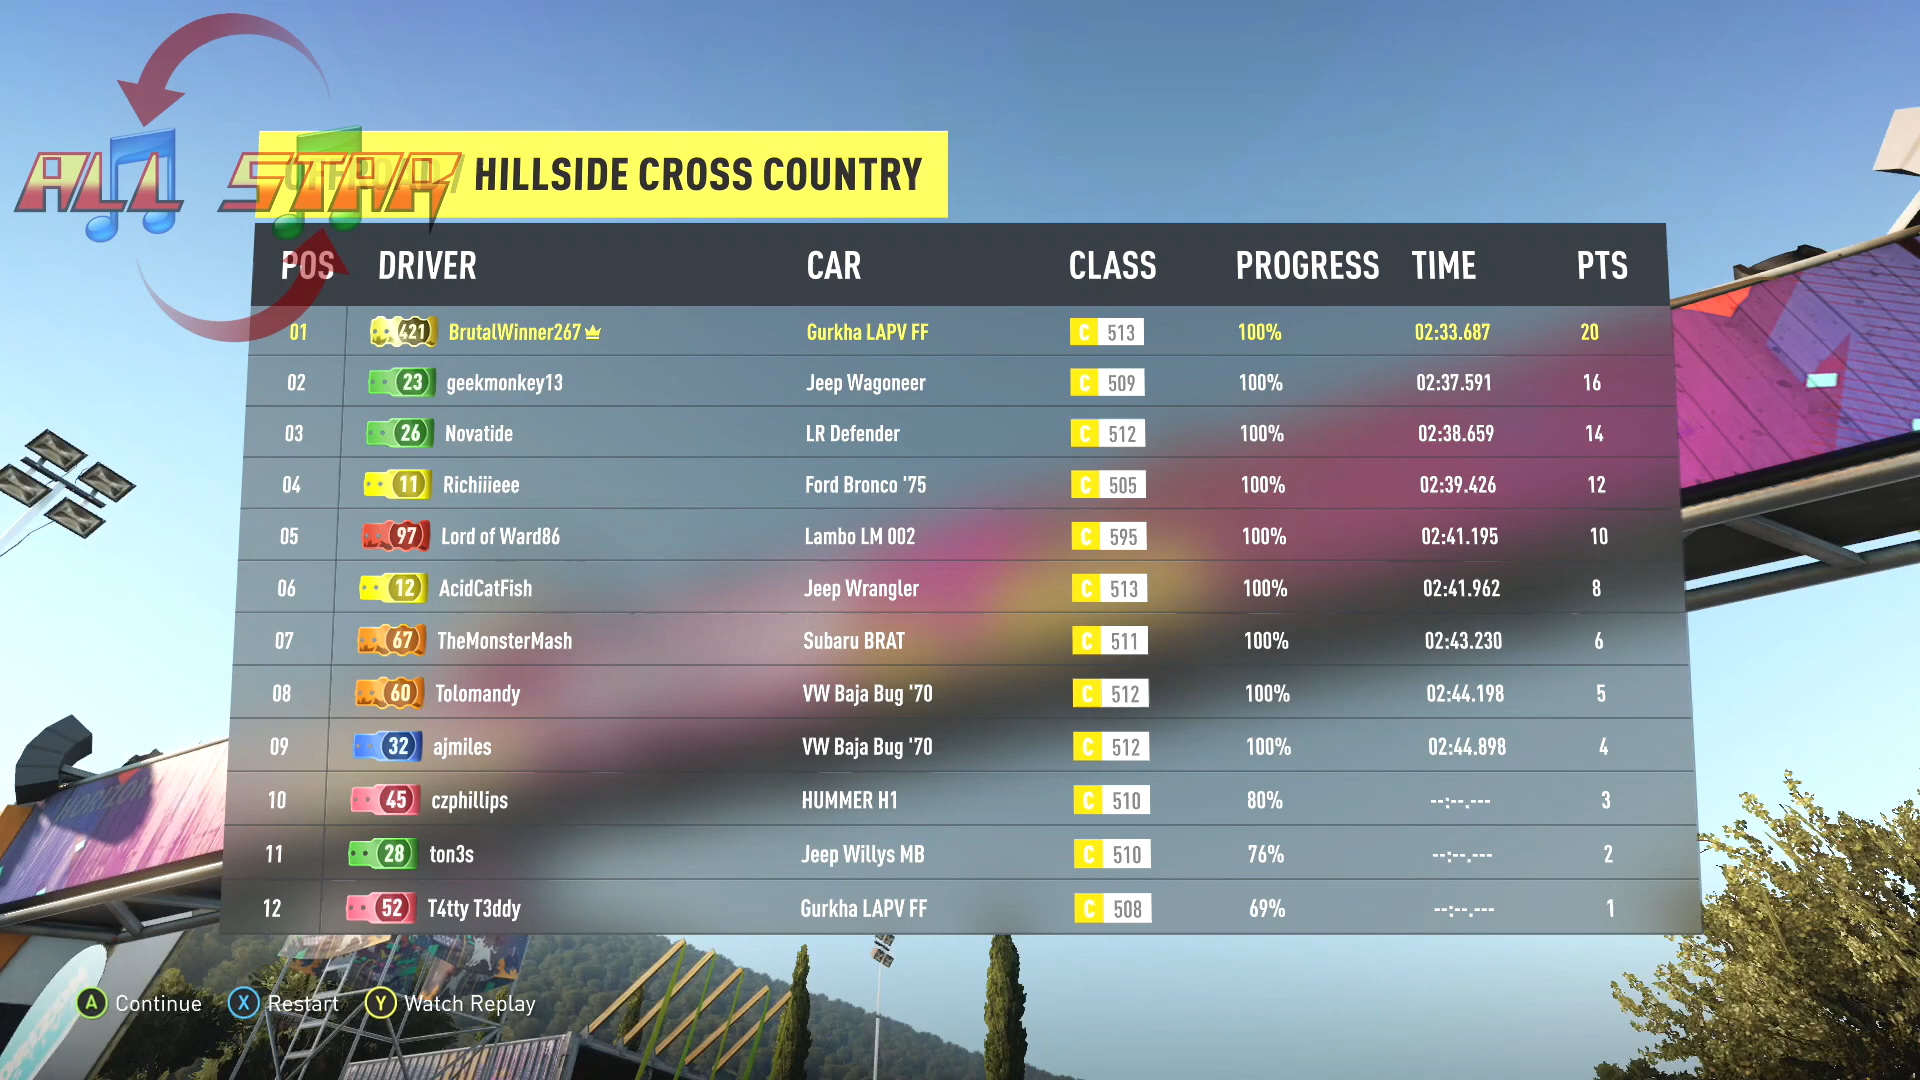 ALL STAR
OFFROAD / HILLSIDE CROSS COUNTRY
POS DRIVER CAR CLASS PROGRESS TIME PTS
01 421 BrutalWinner267 Gurkha LAPV FF C 513 100% 02:33.687 20
02 23 geekmonkey13 Jeep Wagoneer C 509 100% 02:37.591 16
03 26 Novatide LR Defender C 512 100% 02:38.659 14
04 11 Richiiieee Ford Bronco '75 C 505 100% 02:39.426 12
05 97 Lord of Ward86 Lambo LM 002 C 595 100% 02:41.195 10
06 12 AcidCatFish Jeep Wrangler C 513 100% 02:41.962 8
07 67 TheMonsterMash Subaru BRAT C 511 100% 02:43.230 6
08 60 Tolomandy VW Baja Bug '70 C 512 100% 02:44.198 5
09 32 ajmiles VW Baja Bug '70 C 512 100% 02:44.898 4
10 45 czphillips HUMMER H1 C 510 80% --:--.--- 3
11 28 ton3s Jeep Willys MB C 510 76% --:--.--- 2
12 52 T4tty T3ddy Gurkha LAPV FF C 508 69% --:--.--- 1
HORIZON
A Continue X Restart Y Watch Replay